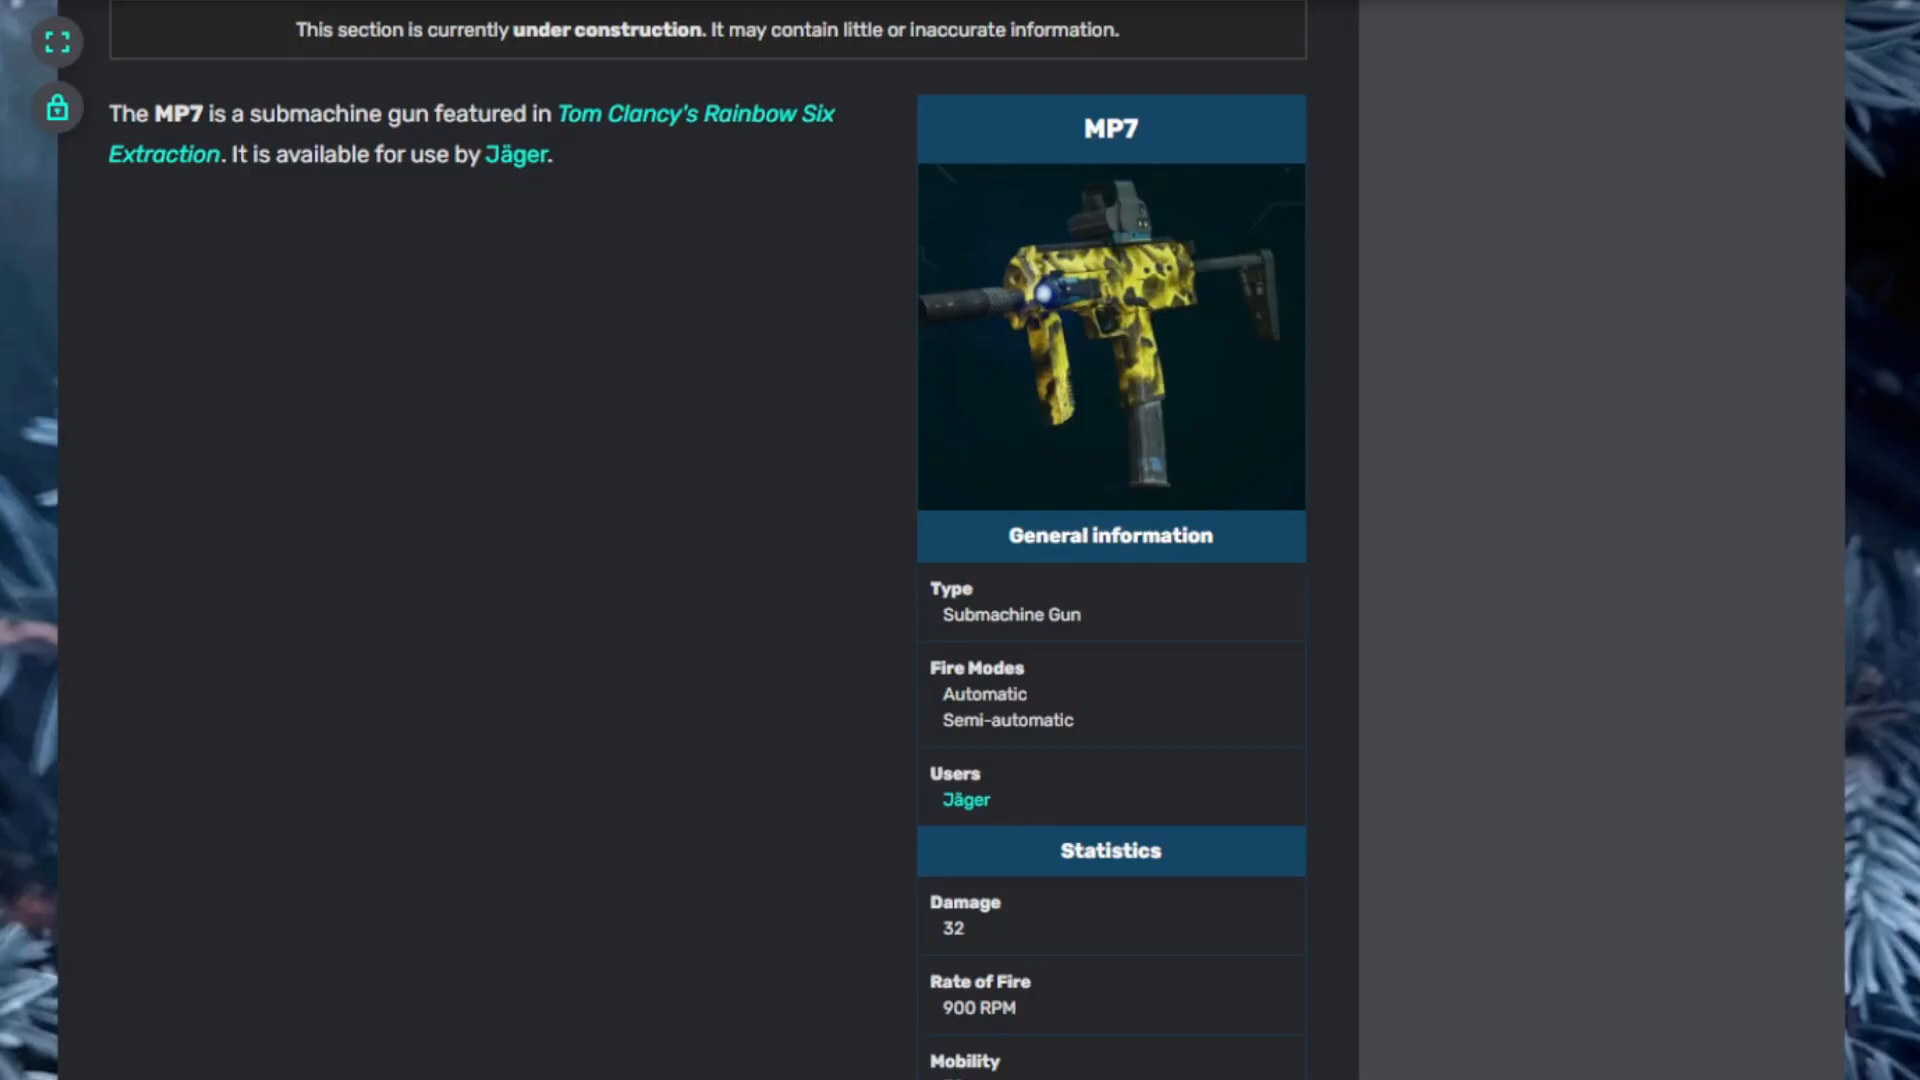 This section is currently under construction. It may contain little or inaccurate information.
The MP7 is a submachine gun featured in Tom Clancy's Rainbow Six
Extraction. It is available for use by Jäger.
MP7
General information
Type
Submachine Gun
Fire Modes
Automatic
Semi-automatic
Users
Jäger
Statistics
Damage
32
Rate of Fire
900 RPM
Mobility